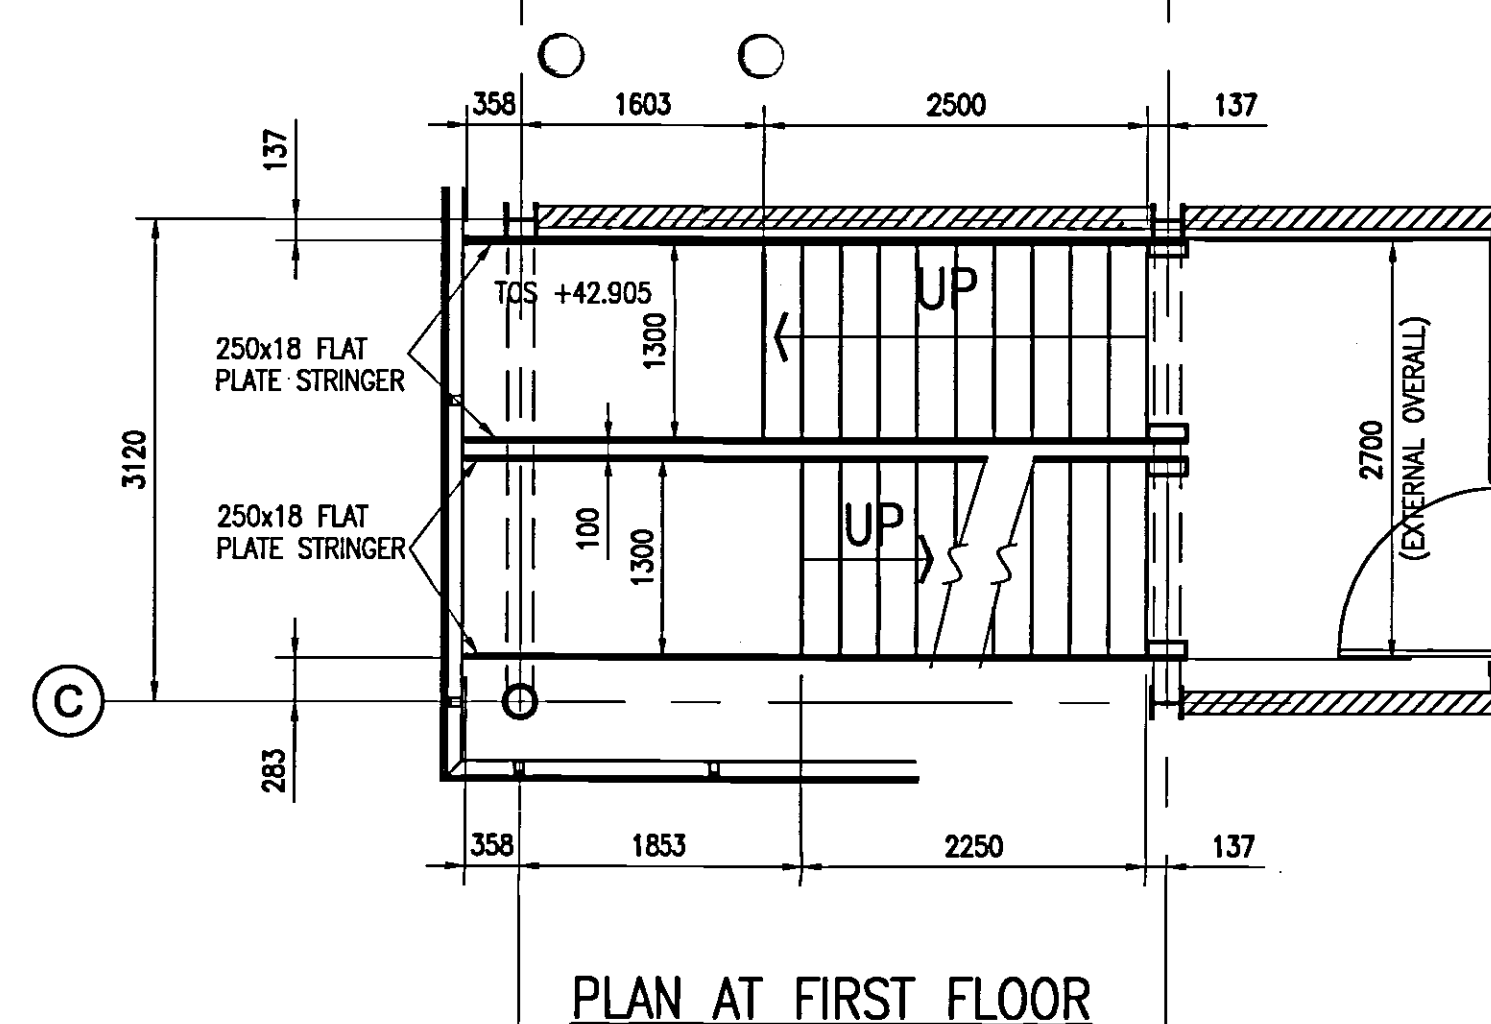 358
1603
2500
137
137
UP
TOS +42.905
1300
250x18 FLAT
PLATE STRINGER
(EXTERNAL OVERALL)
2700
3120
250x18 FLAT
PLATE STRINGER
100
1300
UP
C
283
358
1853
2250
137
PLAN AT FIRST FLOOR